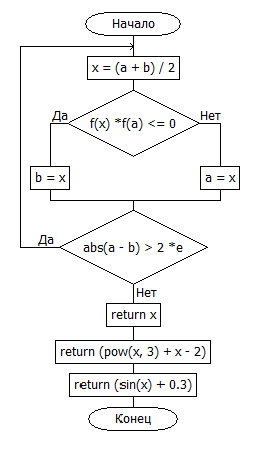 Начало
x = (a + b) / 2
Да
Нет
f(x) *f(a) <= 0
b = x
a = x
Да
abs(a - b) > 2 *e
Нет
return x
return (pow(x, 3) + x - 2)
return (sin(x) + 0.3)
Конец